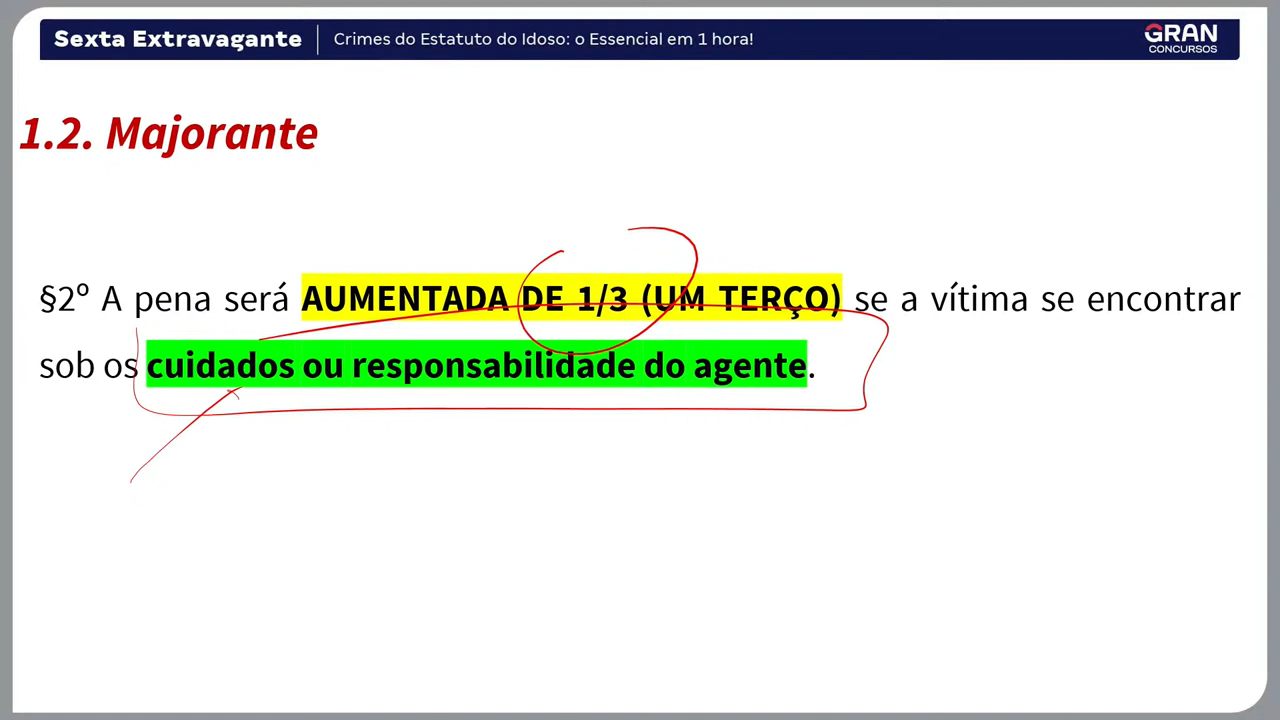 Sexta Extravagante
Crimes do Estatuto do Idoso: o Essencial em 1 hora!
GRAN
CONCURSOS
1.2. Majorante
§2º A pena será AUMENTADA DE 1/3 (UM TERÇO) se a vítima se encontrar
sob os cuidados ou responsabilidade do agente.